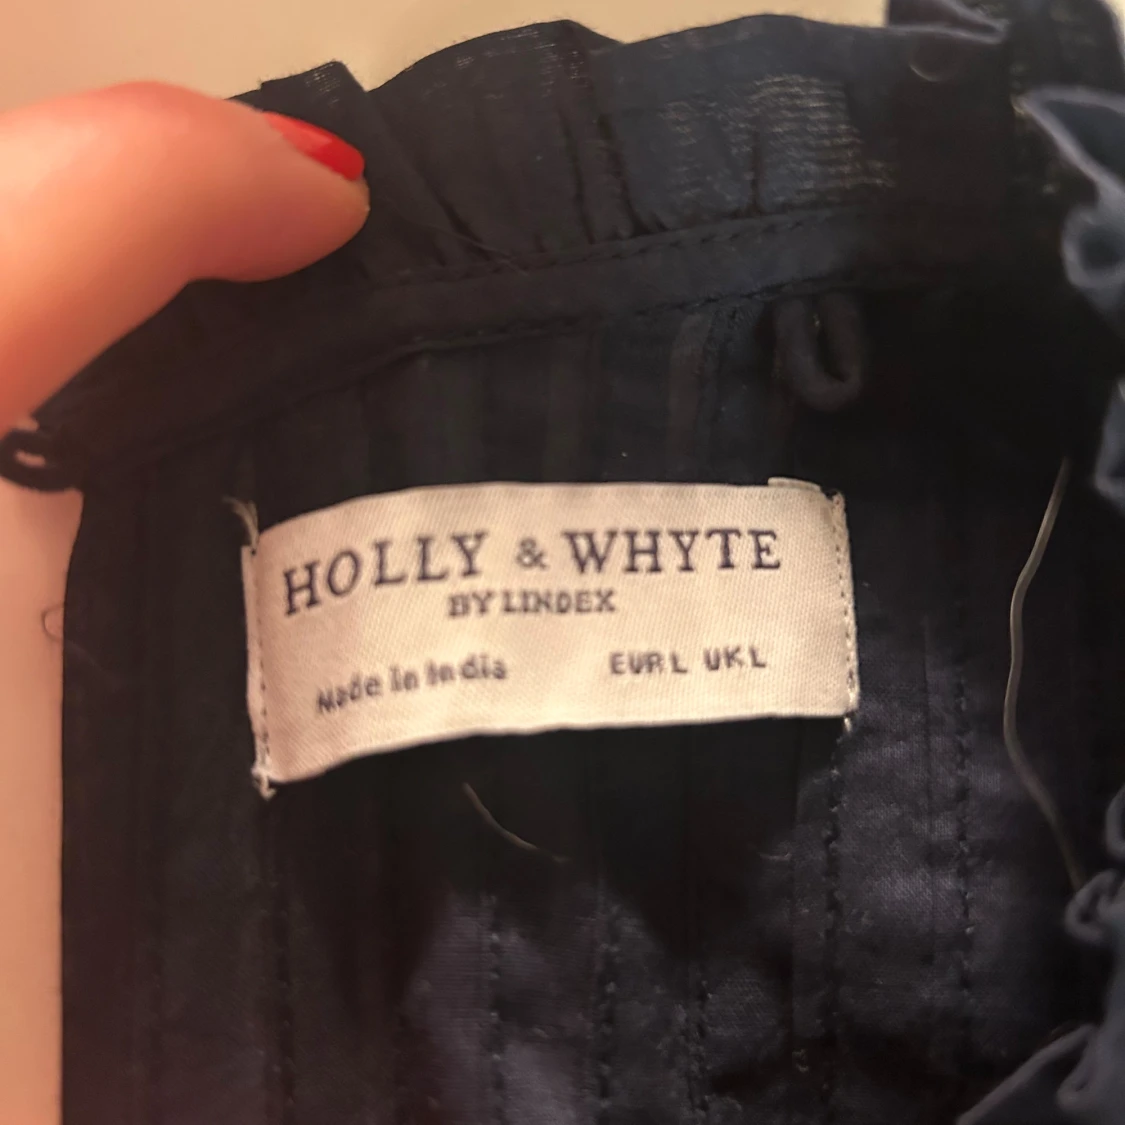 HOLLY & WHYTE
BY LINDEX
Made in India EUR L UK L